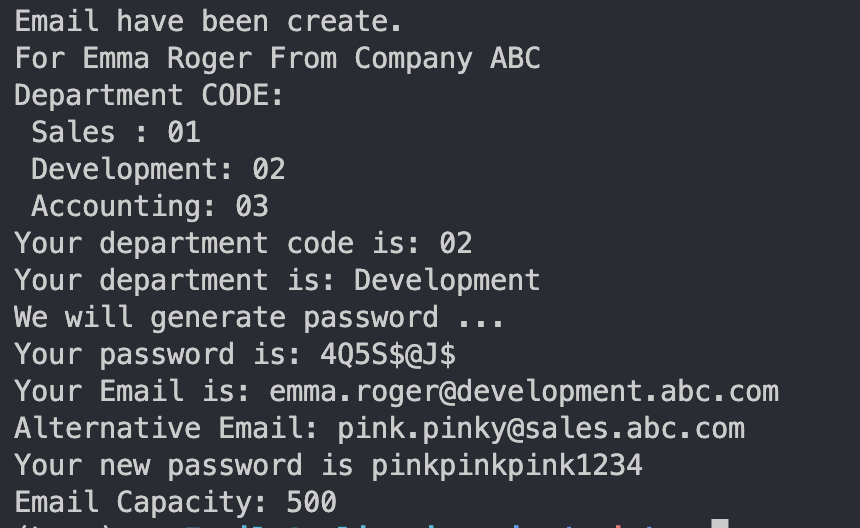 Email have been create.
For Emma Roger From Company ABC
Department CODE:
Sales : 01
Development: 02
Accounting: 03
Your department code is: 02
Your department is: Development
We will generate password ...
Your password is: 4Q5S$@J$
Your Email is: emma.roger@development.abc.com
Alternative Email: pink.pinky@sales.abc.com
Your new password is pinkpinkpink1234
Email Capacity: 500